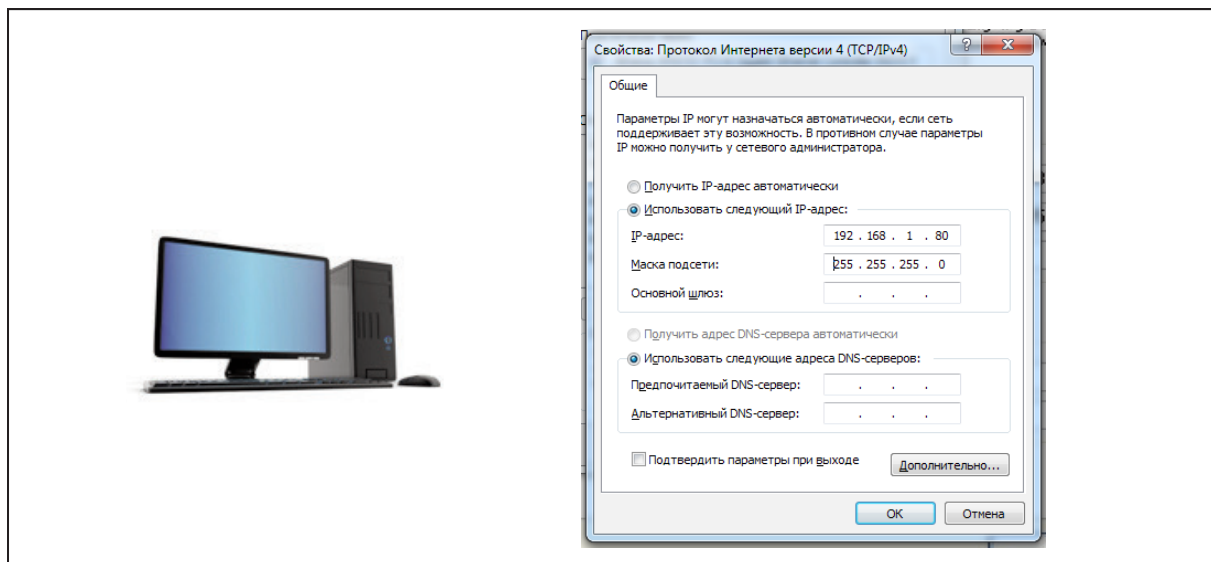 Свойства: Протокол Интернета версии 4 (TCP/IPv4)
Общие
Параметры IP могут назначаться автоматически, если сеть
поддерживает эту возможность. В противном случае параметры
IP можно получить у сетевого администратора.
Получить IP-адрес автоматически
Использовать следующий IP-адрес:
IP-адрес: 192 . 168 . 1 . 80
Маска подсети: 255 . 255 . 255 . 0
Основной шлюз: . . .
Получить адрес DNS-сервера автоматически
Использовать следующие адреса DNS-серверов:
Предпочитаемый DNS-сервер: . . .
Альтернативный DNS-сервер: . . .
Подтвердить параметры при выходе
Дополнительно...
ОК Отмена